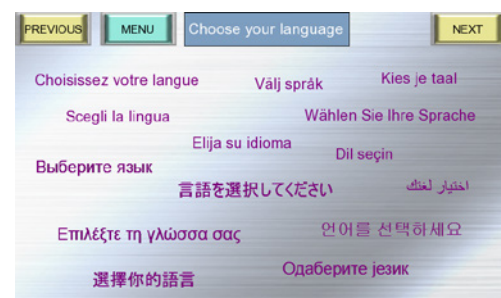 PREVIOUS
MENU
Choose your language
NEXT
Choisissez votre langue
Välj språk
Kies je taal
Scegli la lingua
Wählen Sie Ihre Sprache
Elija su idioma
Dil seçin
Выберите язык
言語を選択してください
اختيار لغتك
Επιλέξτε τη γλώσσα σας
언어를 선택하세요
選擇你的語言
Одаберите језик